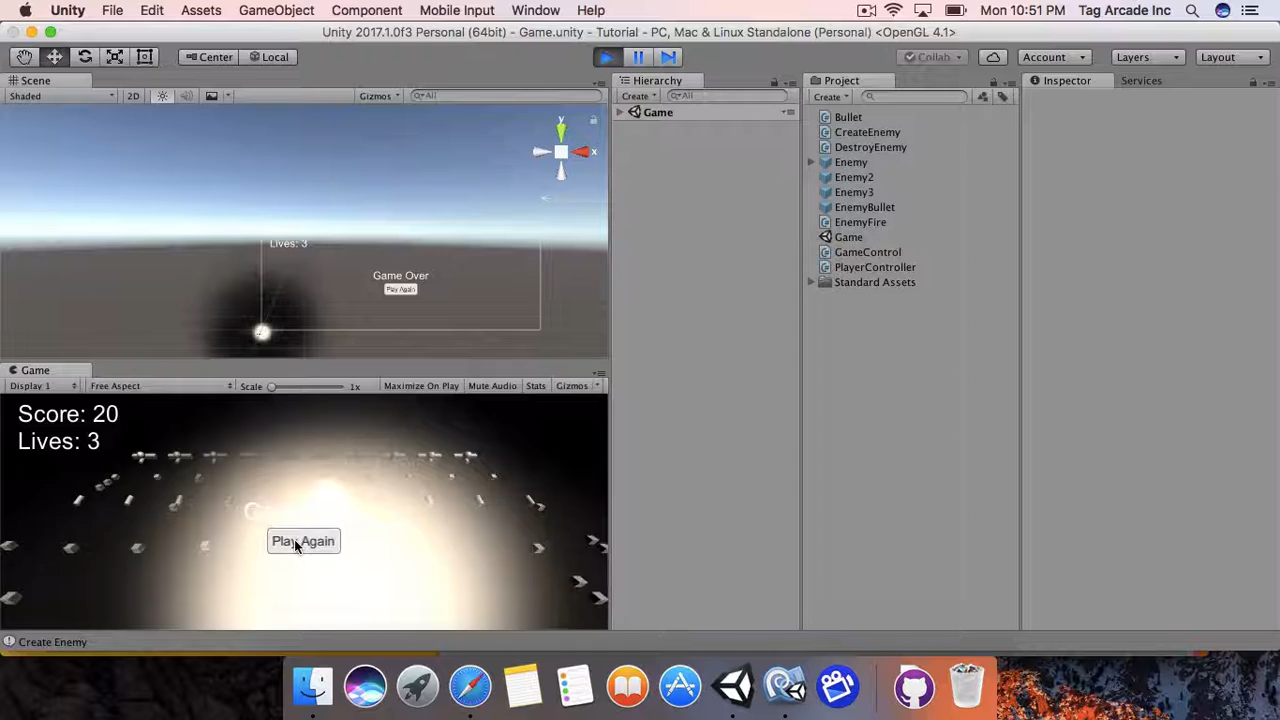 Unity File Edit Assets GameObject Component Mobile Input Window Help Mon 10:51 PM Tag Arcade Inc
Unity 2017.1.0f3 Personal (64bit) - Game.unity - Tutorial - PC, Mac & Linux Standalone (Personal) <OpenGL 4.1>
Center Local Collab Account Layers Layout
Scene Hierarchy Project Inspector Services
Shaded 2D Gizmos All Create All Create
Game
Bullet
CreateEnemy
DestroyEnemy
Enemy
Enemy2
Enemy3
EnemyBullet
EnemyFire
Game
GameControl
PlayerController
Standard Assets
y
x
Lives: 3
Game Over
Play Again
Game
Display 1 Free Aspect Scale 1x Maximize On Play Mute Audio Stats Gizmos
Score: 20
Lives: 3
Play Again
Create Enemy